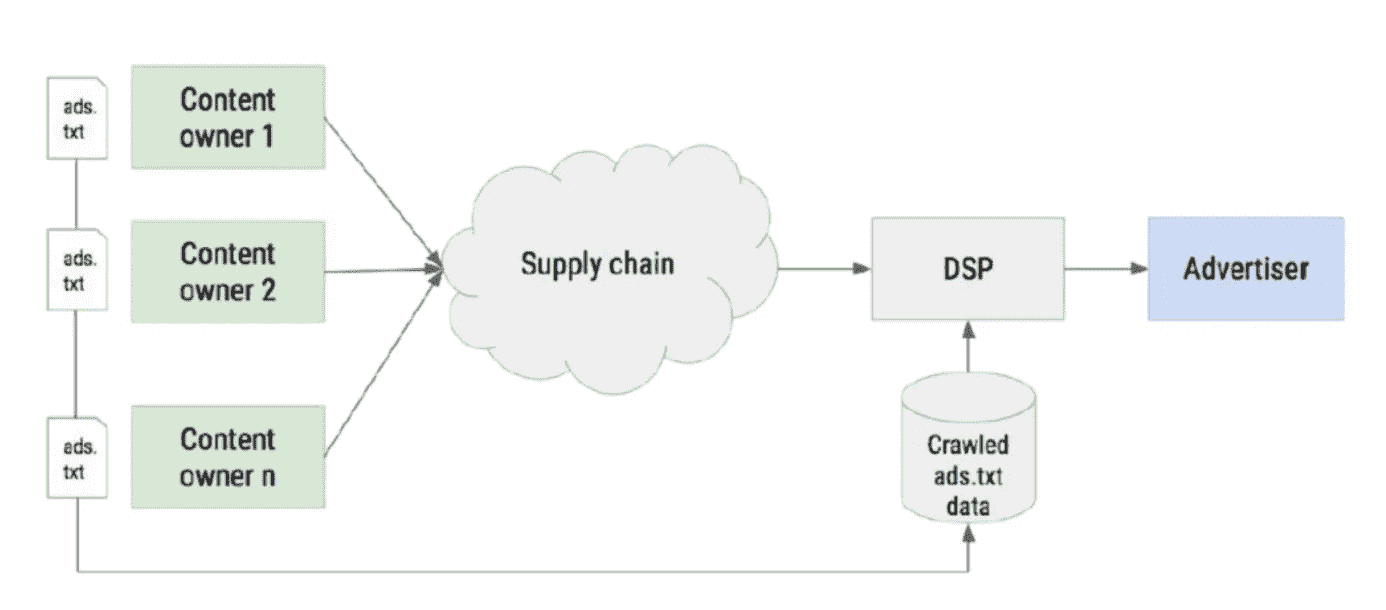 ads.
txt
Content
owner 1
ads.
txt
Content
owner 2
ads.
txt
Content
owner n
Supply chain
DSP
Advertiser
Crawled
ads.txt
data